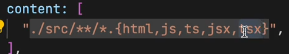 content: [
"./src/**/*.{html,js,ts,jsx,tsx}",
],